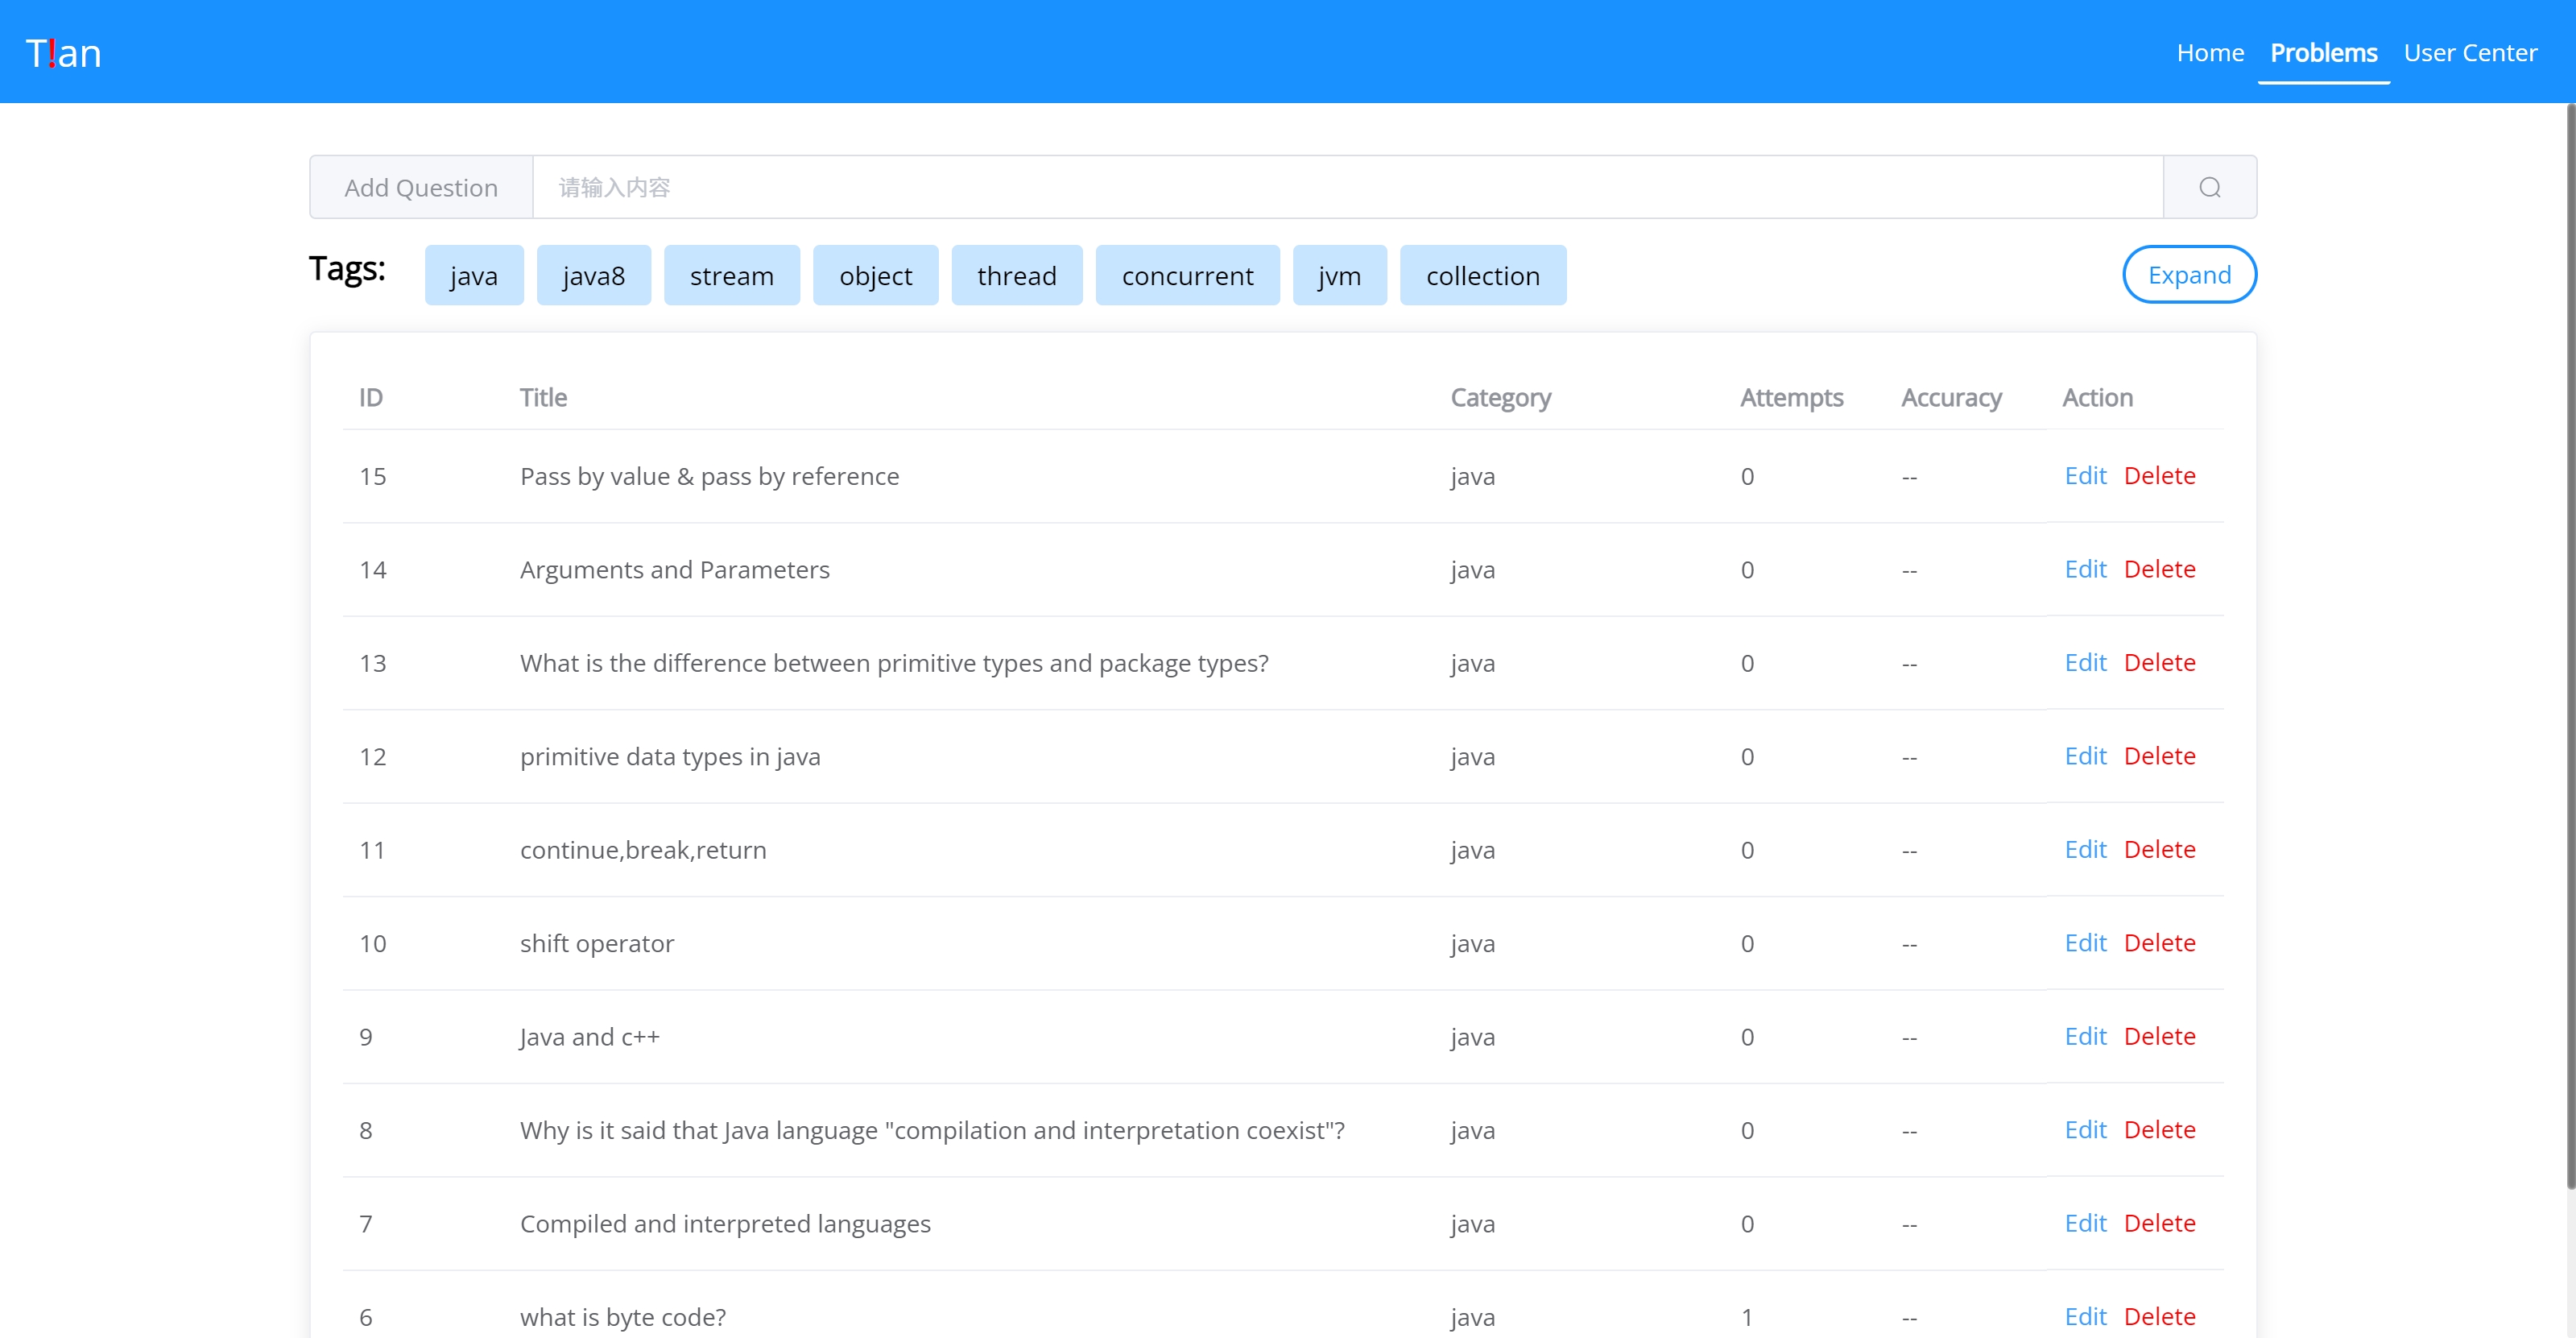 T!an Home Problems User Center
Add Question 请输入内容
Tags: java java8 stream object thread concurrent jvm collection Expand
ID Title Category Attempts Accuracy Action
15 Pass by value & pass by reference java 0 -- Edit Delete
14 Arguments and Parameters java 0 -- Edit Delete
13 What is the difference between primitive types and package types? java 0 -- Edit Delete
12 primitive data types in java java 0 -- Edit Delete
11 continue,break,return java 0 -- Edit Delete
10 shift operator java 0 -- Edit Delete
9 Java and c++ java 0 -- Edit Delete
8 Why is it said that Java language "compilation and interpretation coexist"? java 0 -- Edit Delete
7 Compiled and interpreted languages java 0 -- Edit Delete
6 what is byte code? java 1 -- Edit Delete